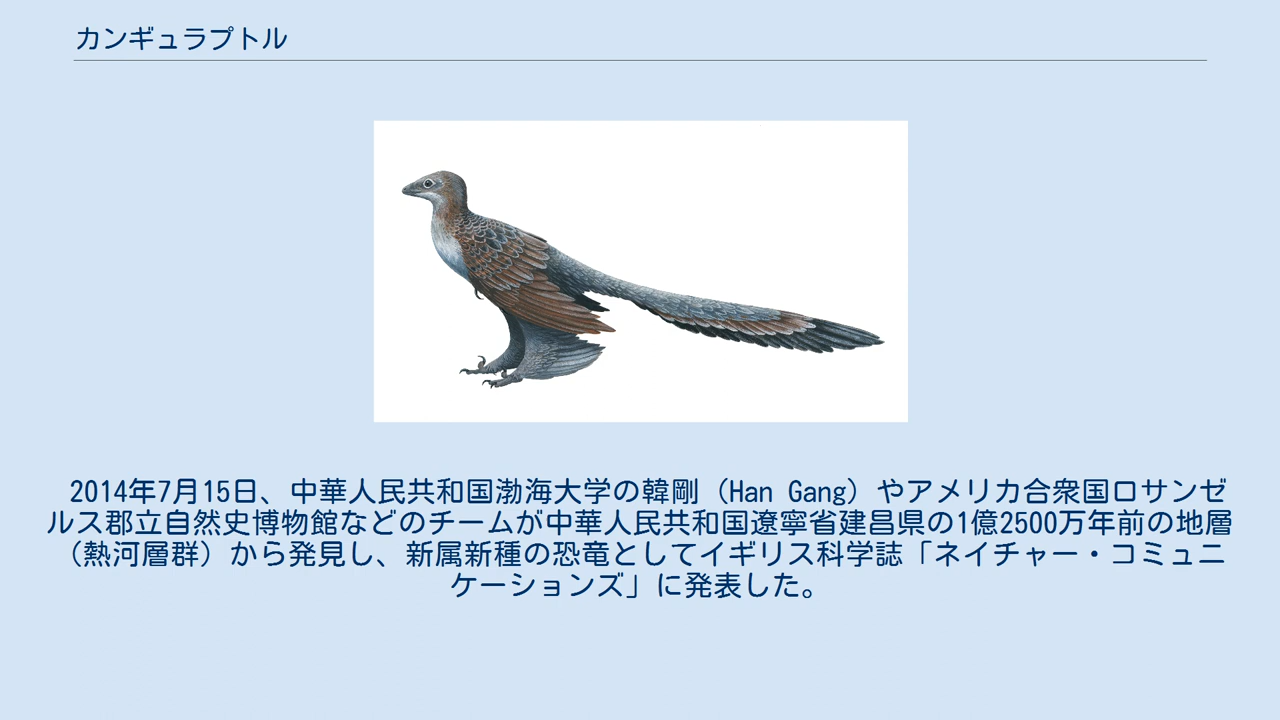 カンギュラプトル
2014年7月15日、中華人民共和国渤海大学の韓剛（Han Gang）やアメリカ合衆国ロサンゼ
ルス郡立自然史博物館などのチームが中華人民共和国遼寧省建昌県の1億2500万年前の地層
（熱河層群）から発見し、新属新種の恐竜としてイギリス科学誌「ネイチャー・コミュニ
ケーションズ」に発表した。